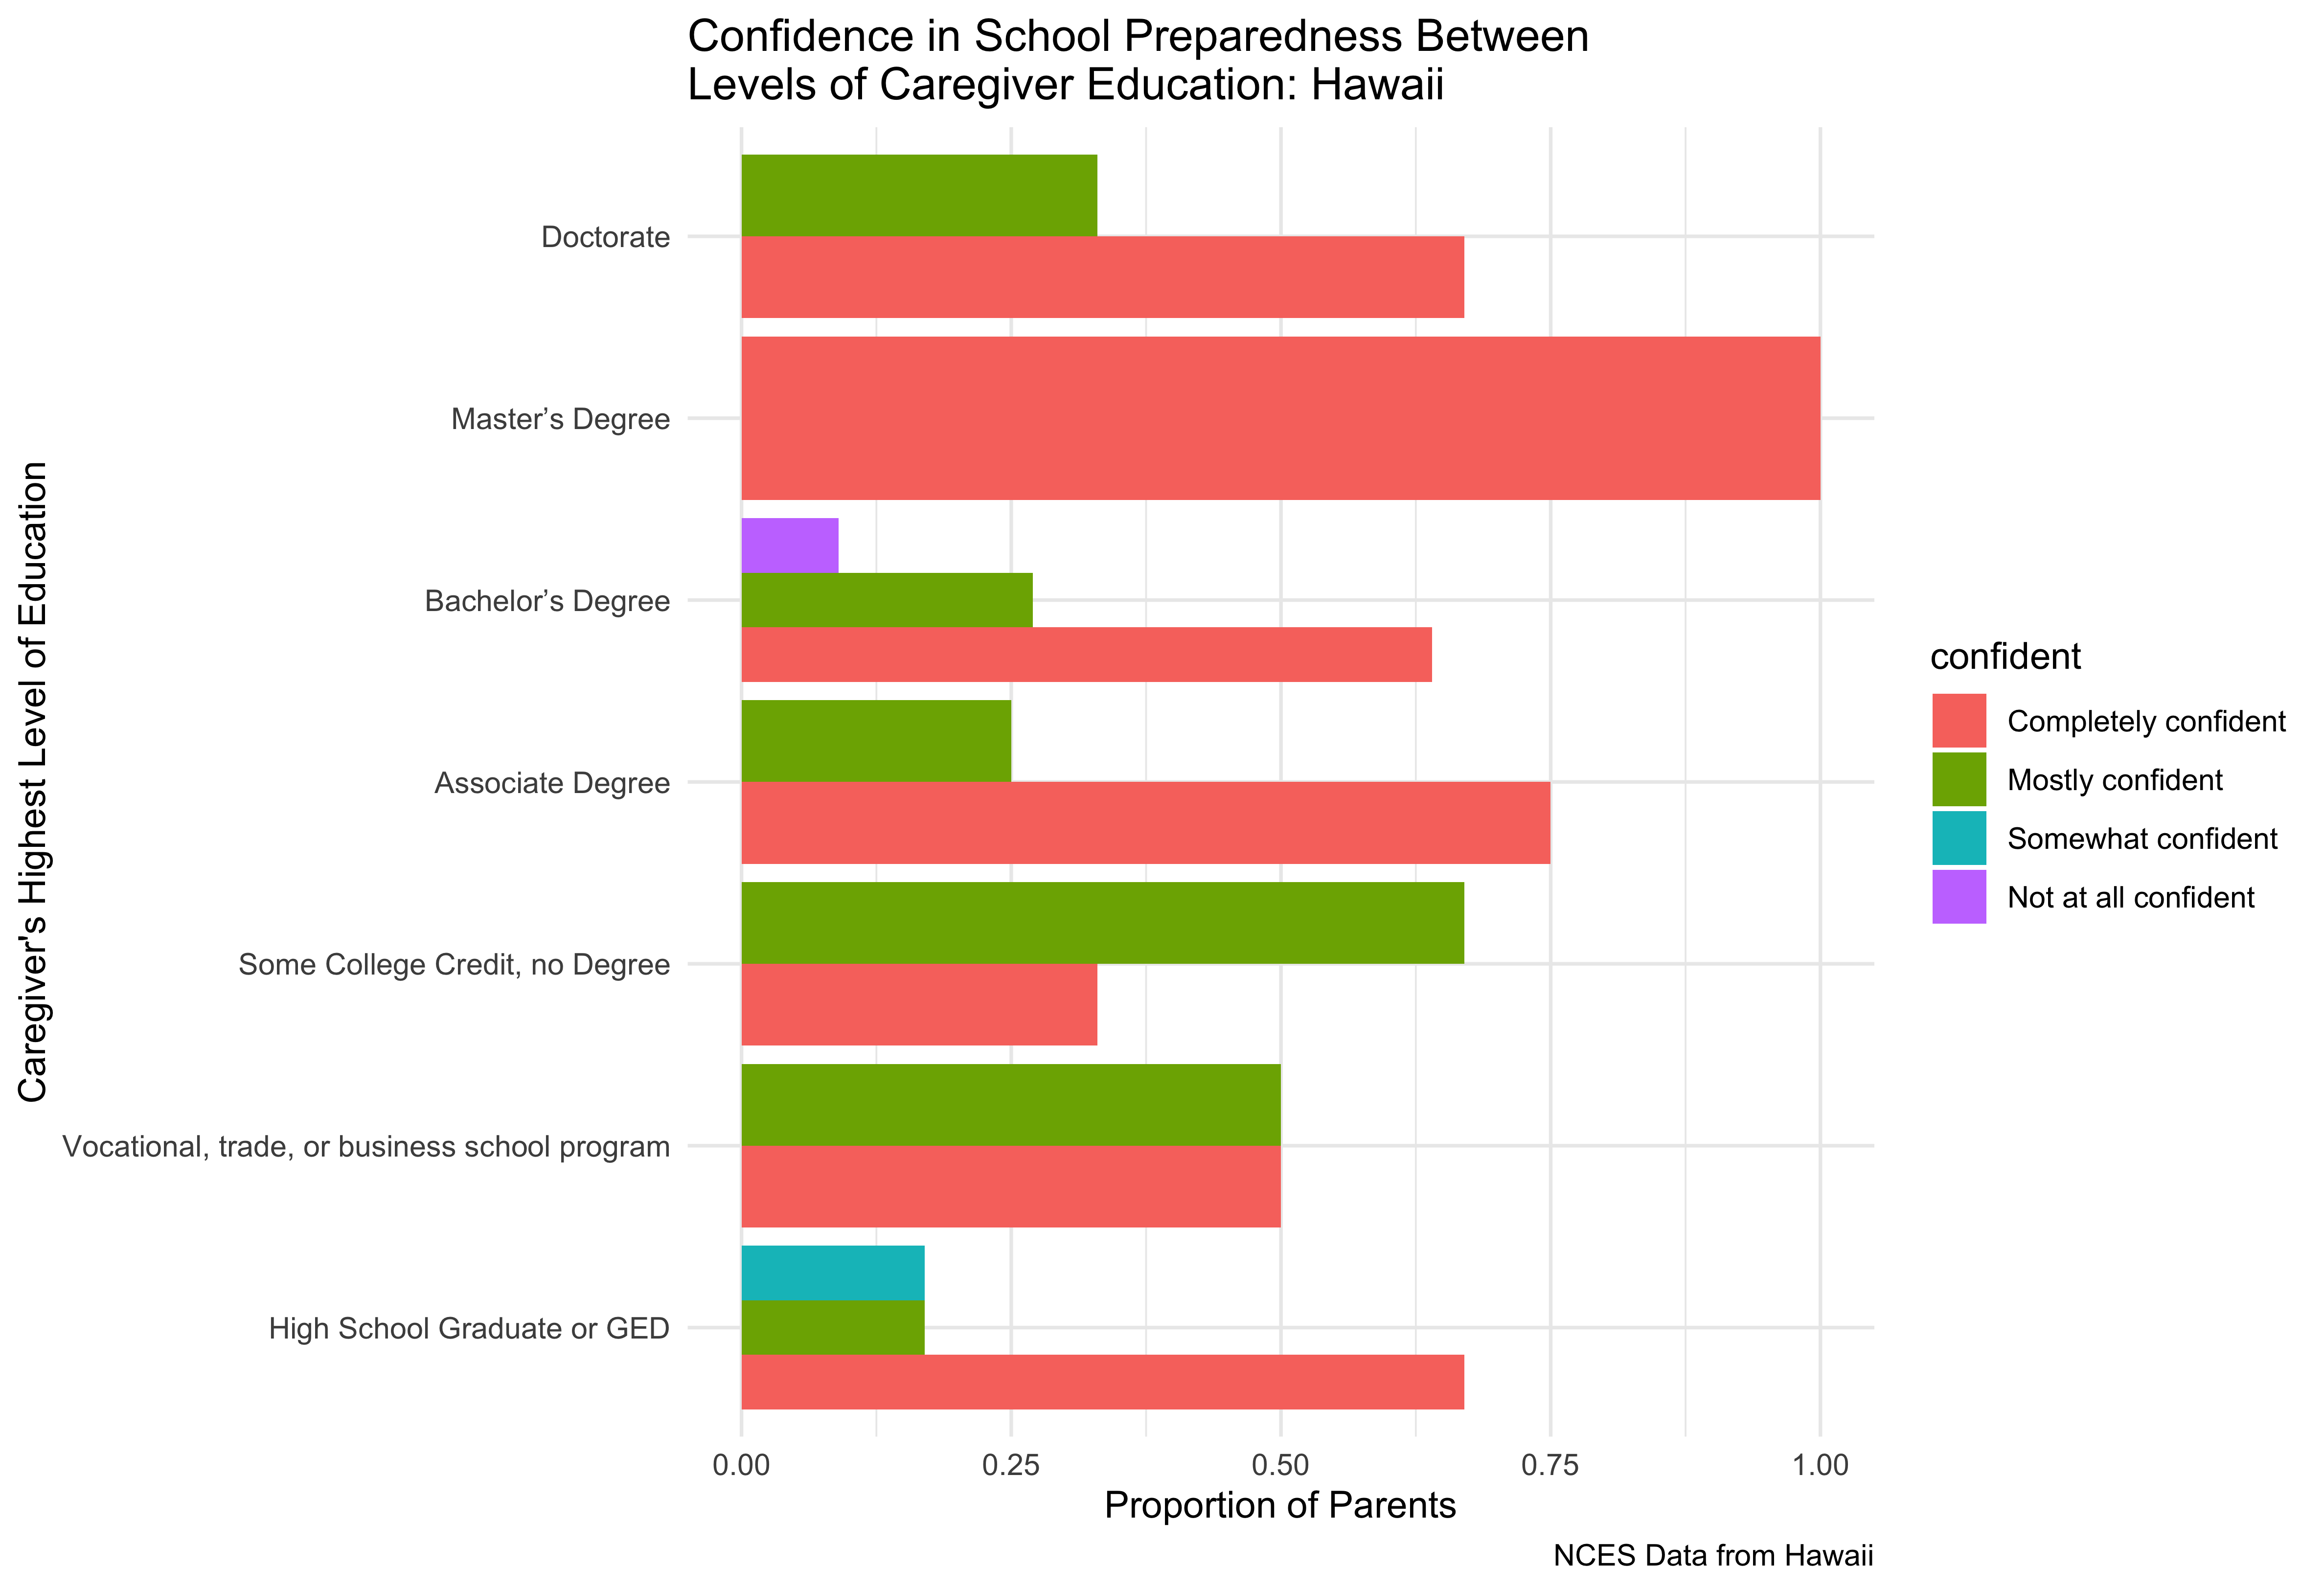 Confidence in School Preparedness Between
Levels of Caregiver Education: Hawaii
Caregiver's Highest Level of Education
Doctorate
Master’s Degree
Bachelor’s Degree
Associate Degree
Some College Credit, no Degree
Vocational, trade, or business school program
High School Graduate or GED
0.00 0.25 0.50 0.75 1.00
Proportion of Parents
confident
Completely confident
Mostly confident
Somewhat confident
Not at all confident
NCES Data from Hawaii